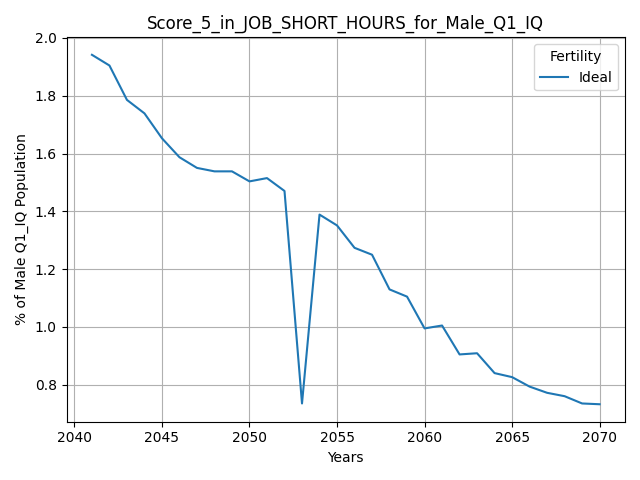 Score_5_in_JOB_SHORT_HOURS_for_Male_Q1_IQ
Fertility
Ideal
% of Male Q1_IQ Population
2.0
1.8
1.6
1.4
1.2
1.0
0.8
2040
2045
2050
2055
2060
2065
2070
Years